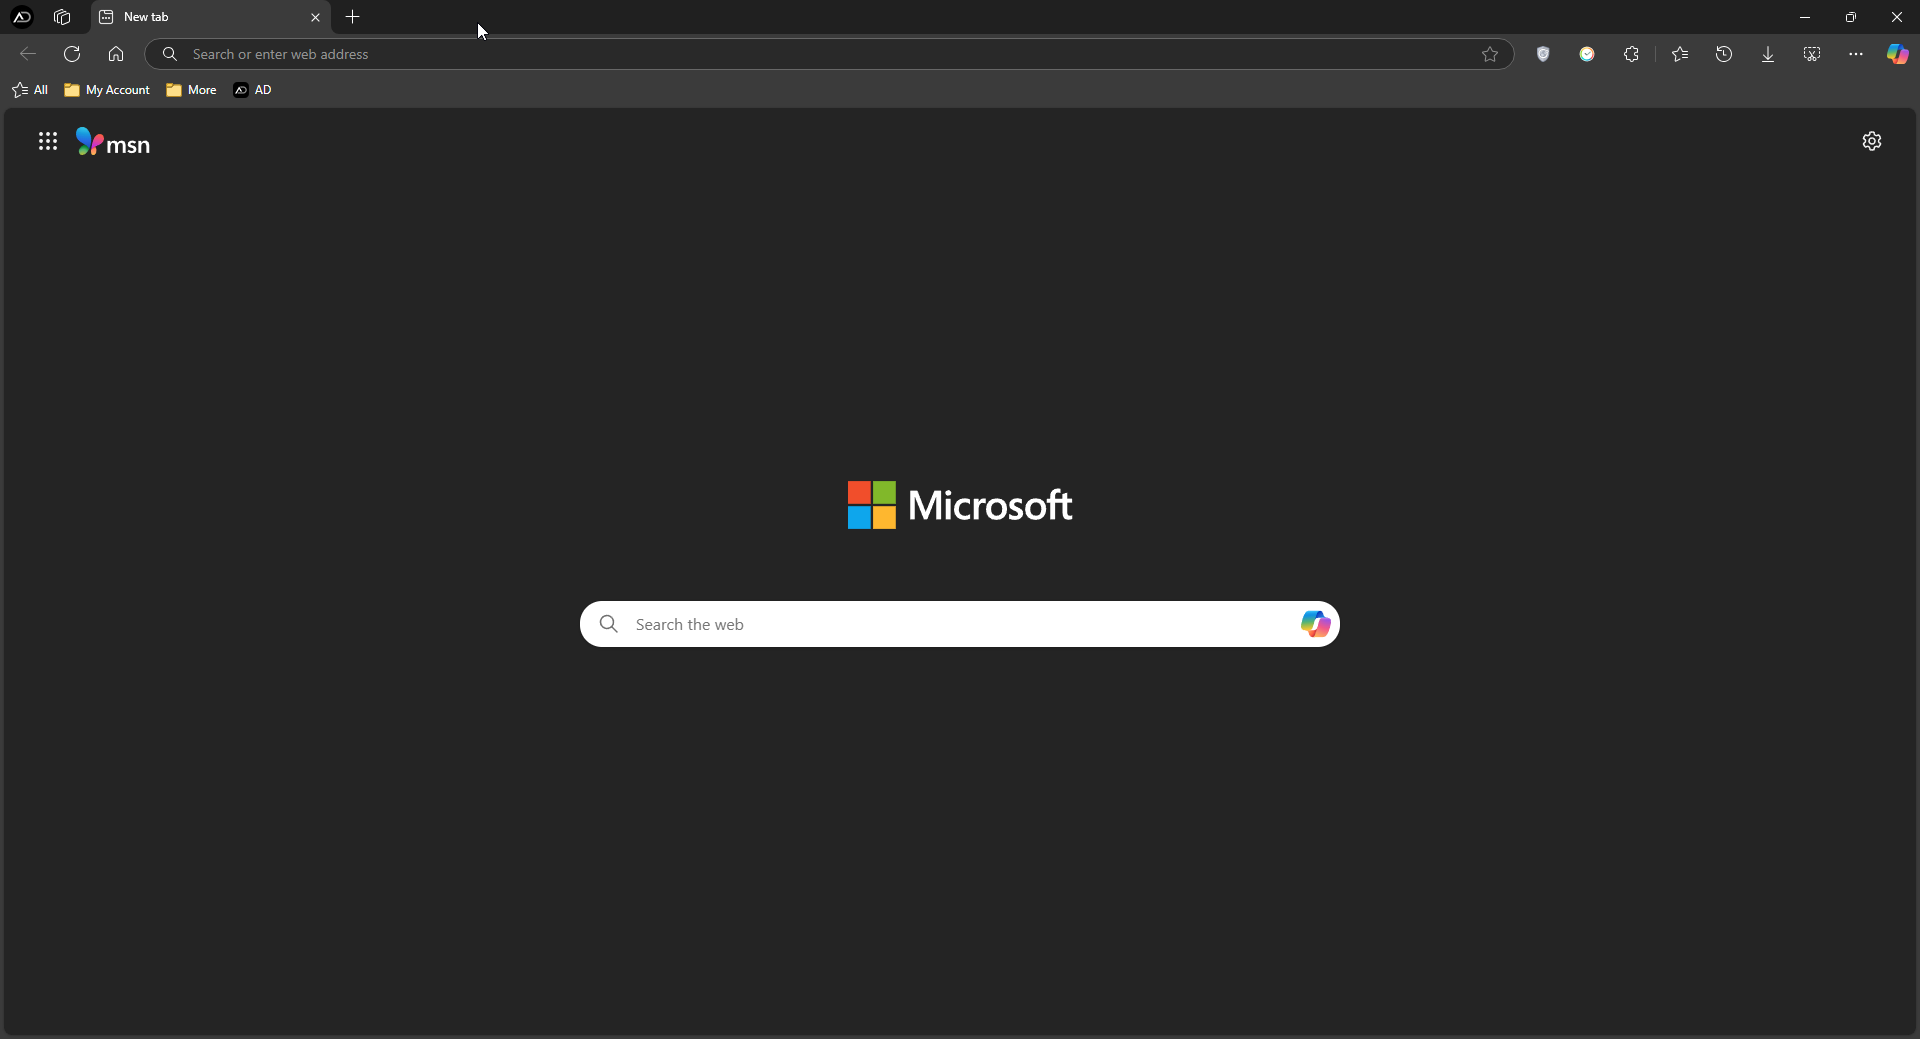 New tab
Search or enter web address
All My Account More AD
msn
Microsoft
Search the web